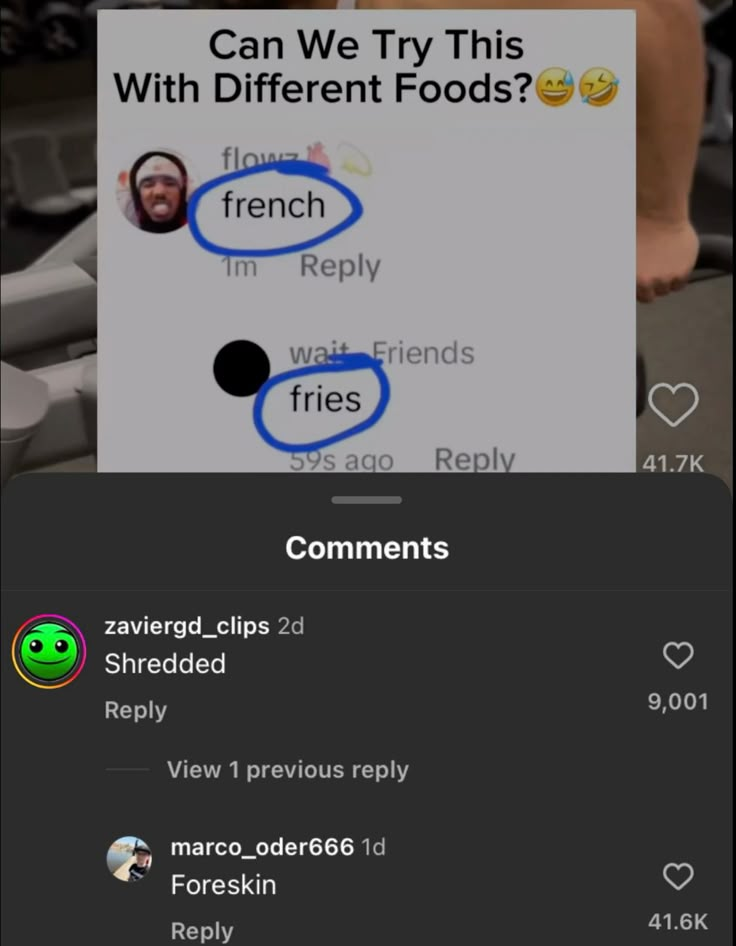 Can We Try This
With Different Foods?😅🤣
flowz🫀💫
french
1m Reply
wait Friends
fries
59s ago Reply
41.7K
Comments
zaviergd_clips 2d
Shredded
Reply
9,001
View 1 previous reply
marco_oder666 1d
Foreskin
Reply
41.6K